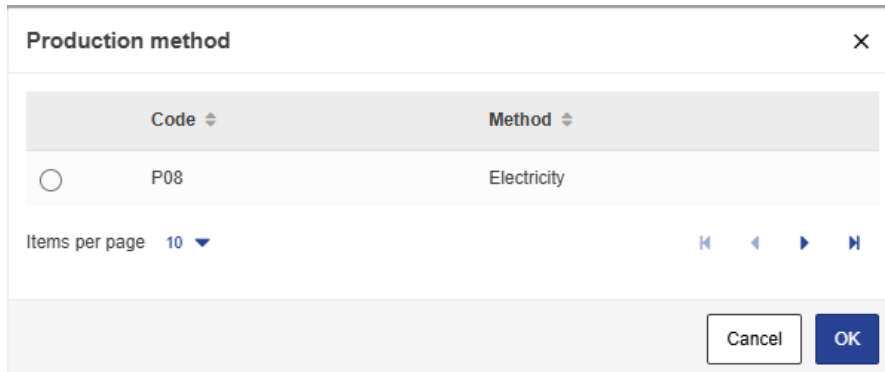 Production method
Code Method
P08 Electricity
Items per page 10
Cancel OK